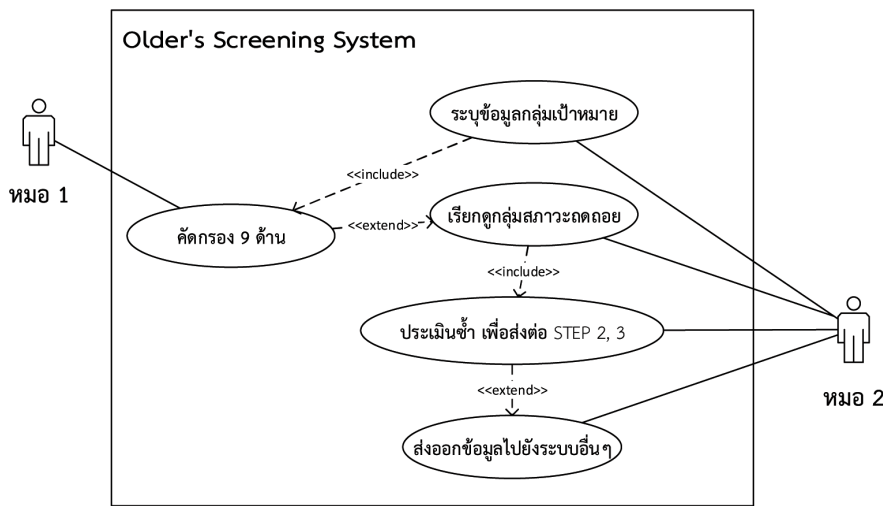 Older's Screening System
ระบุข้อมูลกลุ่มเป้าหมาย
<<include>>
หมอ 1
เรียกดูกลุ่มสภาวะถดถอย
<<extend>>
คัดกรอง 9 ด้าน
<<include>>
ประเมินซ้ำ เพื่อส่งต่อ STEP 2, 3
<<extend>>
หมอ 2
ส่งออกข้อมูลไปยังระบบอื่นๆ